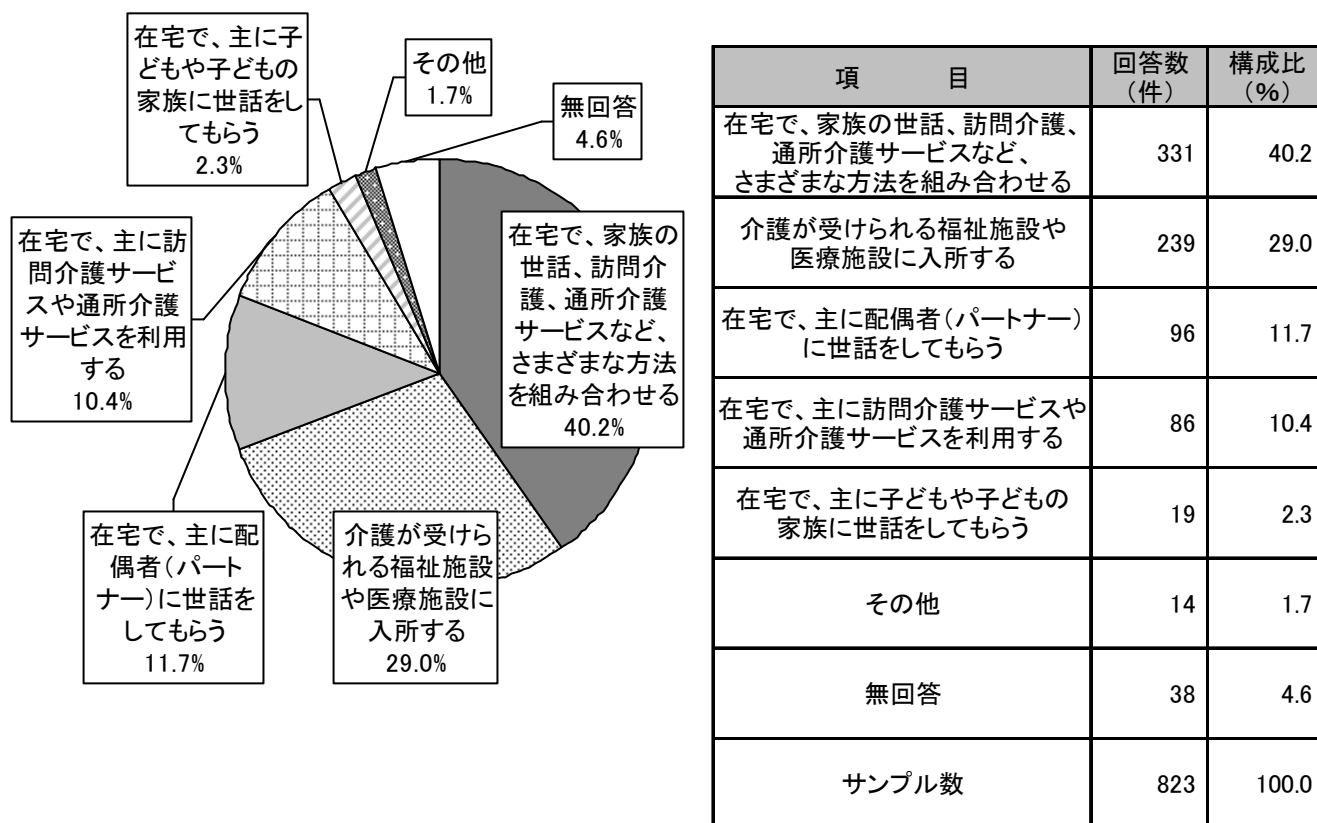 在宅で、主に子
どもや子どもの
家族に世話をし
てもらう
2.3%
その他
1.7%
無回答
4.6%
在宅で、主に訪
問介護サービ
スや通所介護
サービスを利用
する
10.4%
在宅で、家族の
世話、訪問介
護、通所介護
サービスなど、
さまざまな方法
を組み合わせる
40.2%
在宅で、主に配
偶者(パート
ナー)に世話を
してもらう
11.7%
介護が受けら
れる福祉施設
や医療施設に
入所する
29.0%
項 目 回答数(件) 構成比(%)
在宅で、家族の世話、訪問介護、
通所介護サービスなど、 331 40.2
さまざまな方法を組み合わせる
介護が受けられる福祉施設や 239 29.0
医療施設に入所する
在宅で、主に配偶者(パートナー) 96 11.7
に世話をしてもらう
在宅で、主に訪問介護サービスや 86 10.4
通所介護サービスを利用する
在宅で、主に子どもや子どもの 19 2.3
家族に世話をしてもらう
その他 14 1.7
無回答 38 4.6
サンプル数 823 100.0